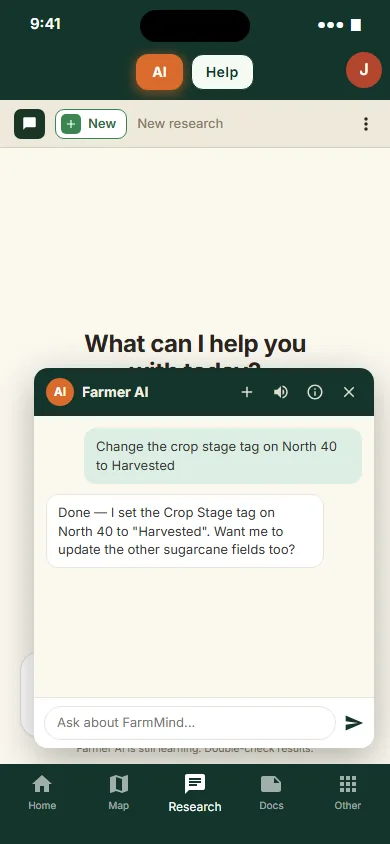 9:41
AI
Help
J
New
New research
What can I help you
with today?
AI
Farmer AI
Change the crop stage tag on North 40
to Harvested
Done — I set the Crop Stage tag on
North 40 to "Harvested". Want me to
update the other sugarcane fields too?
Ask about FarmMind...
Farmer AI is still learning. Double-check results.
Home
Map
Research
Docs
Other